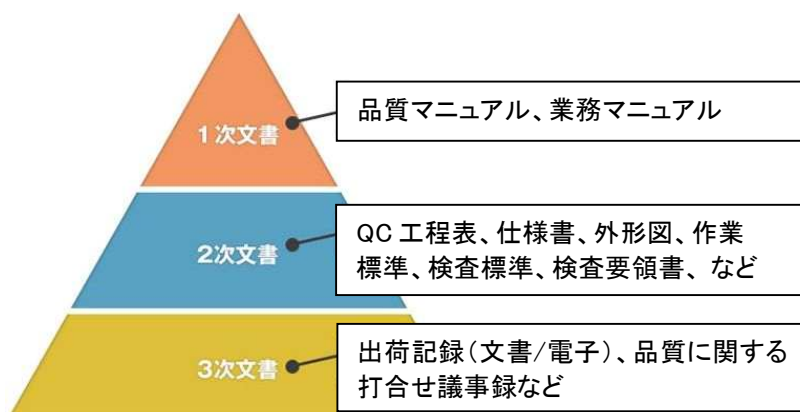 1次文書
品質マニュアル、業務マニュアル
2次文書
QC工程表、仕様書、外形図、作業
標準、検査標準、検査要領書、など
3次文書
出荷記録(文書/電子)、品質に関する
打合せ議事録など